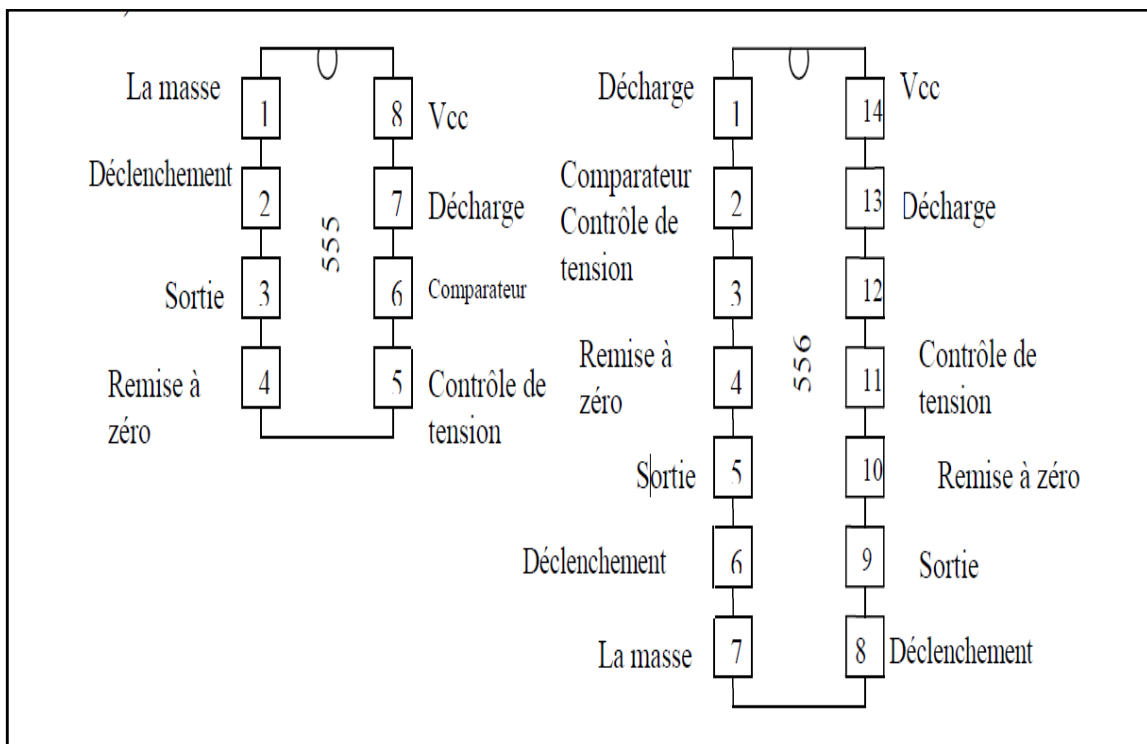 La masse
1
8
Vcc
Déclenchement
2
7
Décharge
555
Sortie
3
6
Comparateur
Remise à
zéro
4
5
Contrôle de
tension
Décharge
1
14
Vcc
Comparateur
2
13
Décharge
Contrôle de
tension
3
12
556
Remise à
zéro
4
11
Contrôle de
tension
Sortie
5
10
Remise à zéro
Déclenchement
6
9
Sortie
La masse
7
8
Déclenchement